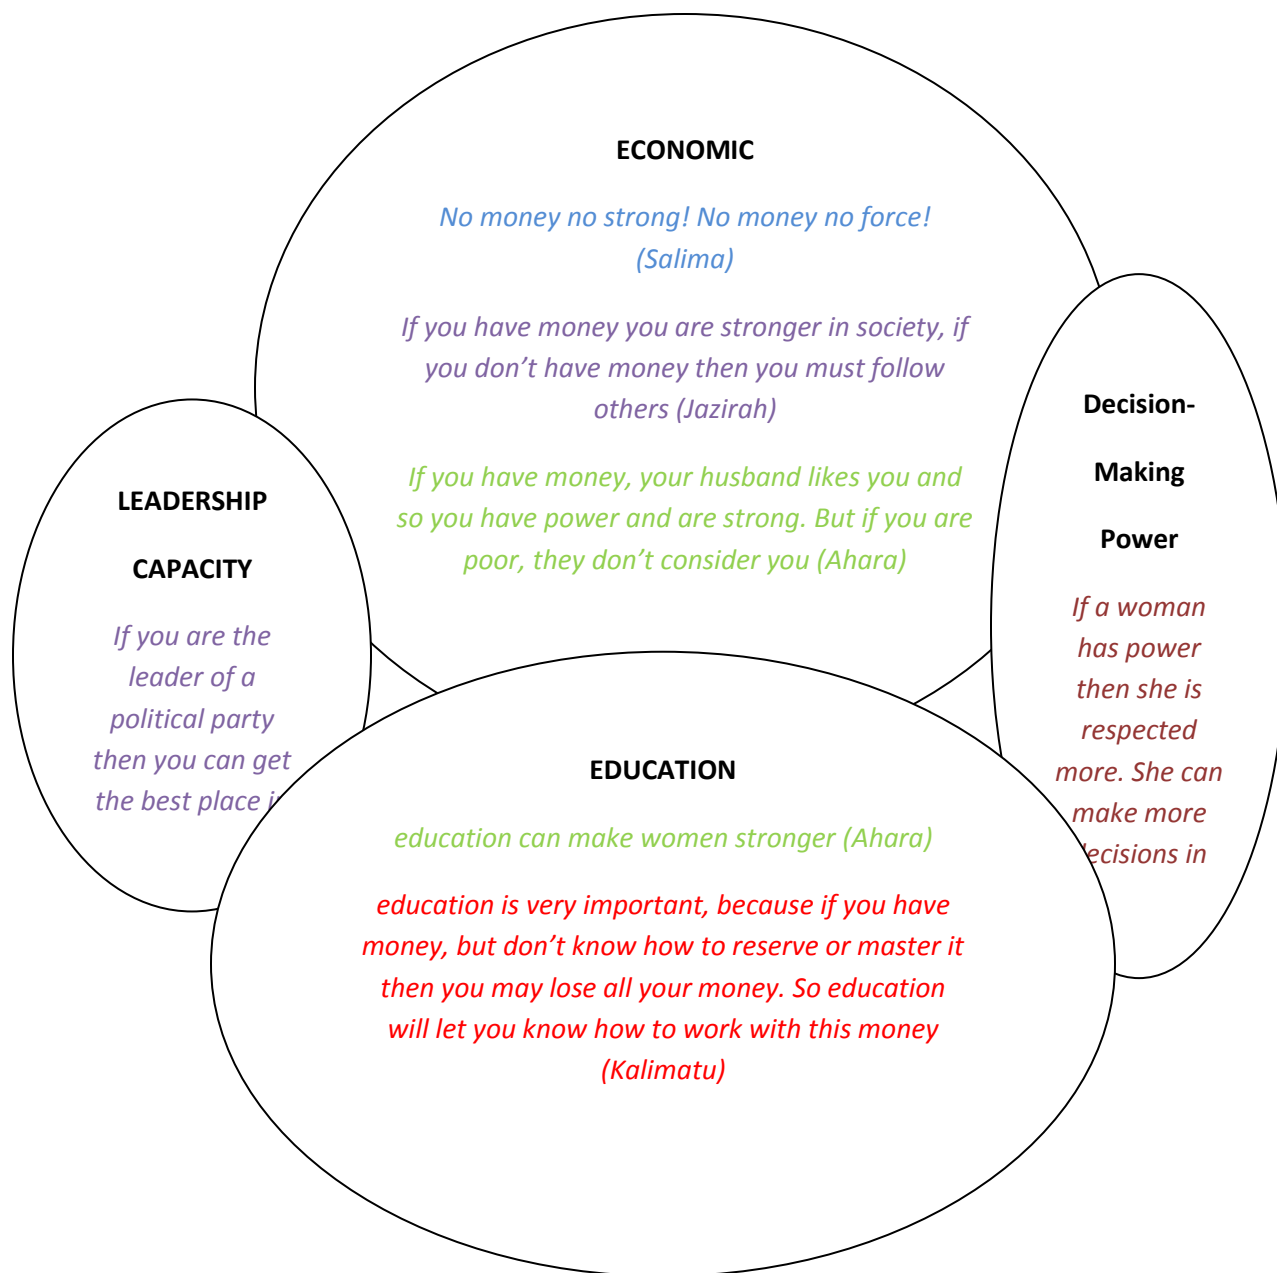 ECONOMIC
No money no strong! No money no force!
(Salima)
If you have money you are stronger in society, if
you don’t have money then you must follow
others (Jazirah)
If you have money, your husband likes you and
so you have power and are strong. But if you are
poor, they don’t consider you (Ahara)
LEADERSHIP
CAPACITY
If you are the
leader of a
political party
then you can get
the best place
Decision-
Making
Power
If a woman
has power
then she is
respected
more. She can
make more
decisions in
EDUCATION
education can make women stronger (Ahara)
education is very important, because if you have
money, but don’t know how to reserve or master it
then you may lose all your money. So education
will let you know how to work with this money
(Kalimatu)